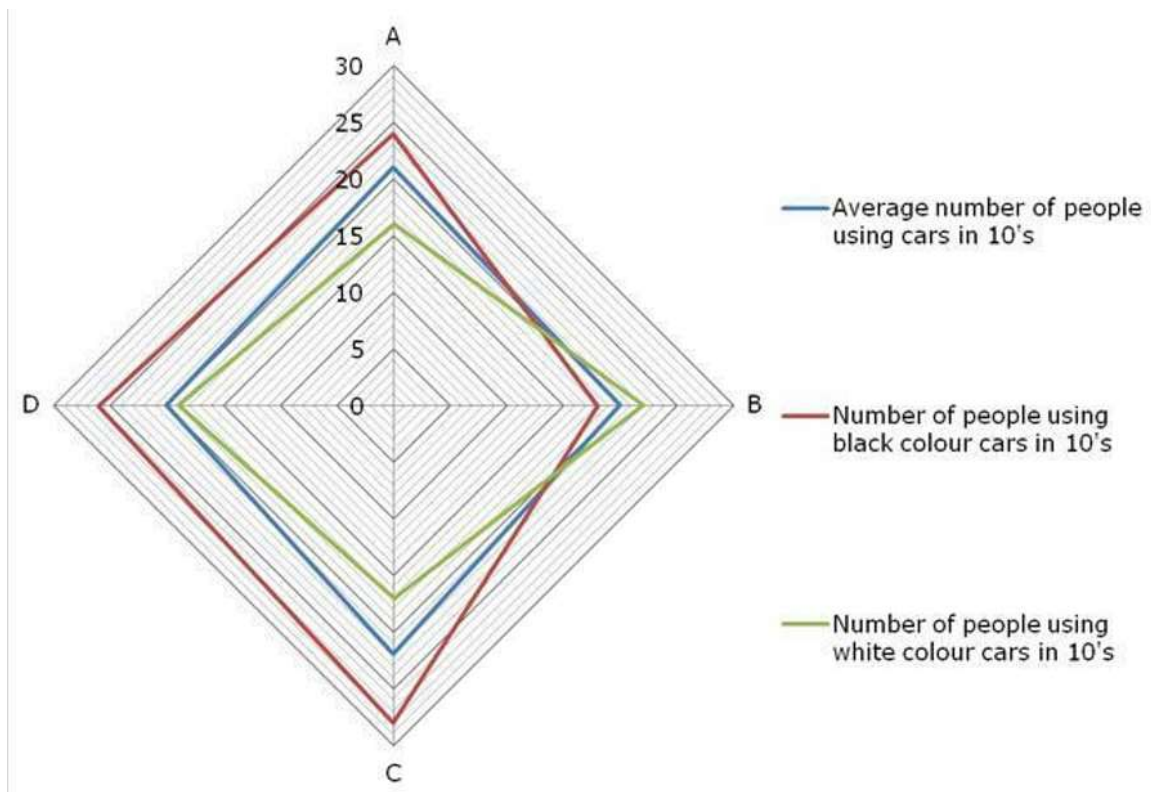 A
30
25
20
15
10
5
0
D
B
C
Average number of people
using cars in 10's
Number of people using
black colour cars in 10's
Number of people using
white colour cars in 10's